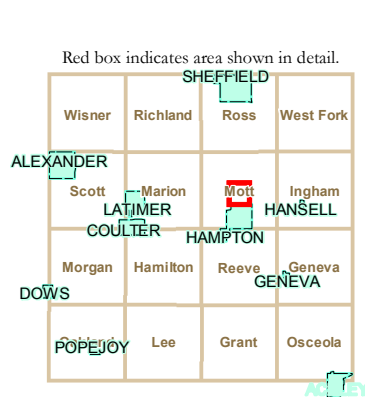 Red box indicates area shown in detail.
SHEFFIELD
Wisner Richland Ross West Fork
ALEXANDER
Scott Marion Mott Ingham
LATIMER HANSELL
COULTER
HAMPTON
Morgan Hamilton Reeve Geneva
GENEVA
DOWS
Lee Grant Osceola
POPEJOY
ACKLEY